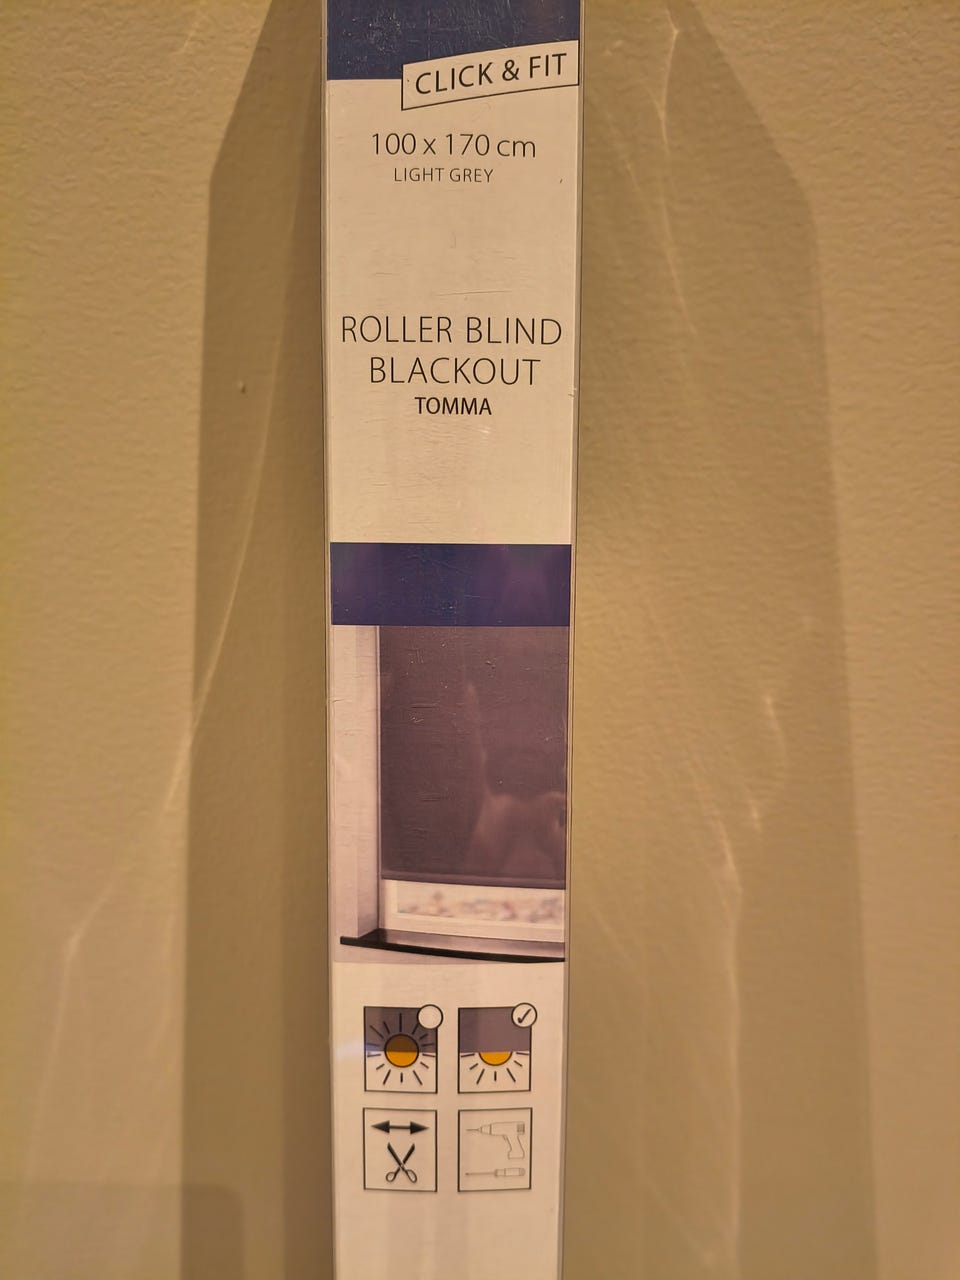 CLICK & FIT
100 x 170 cm
LIGHT GREY
ROLLER BLIND
BLACKOUT
TOMMA